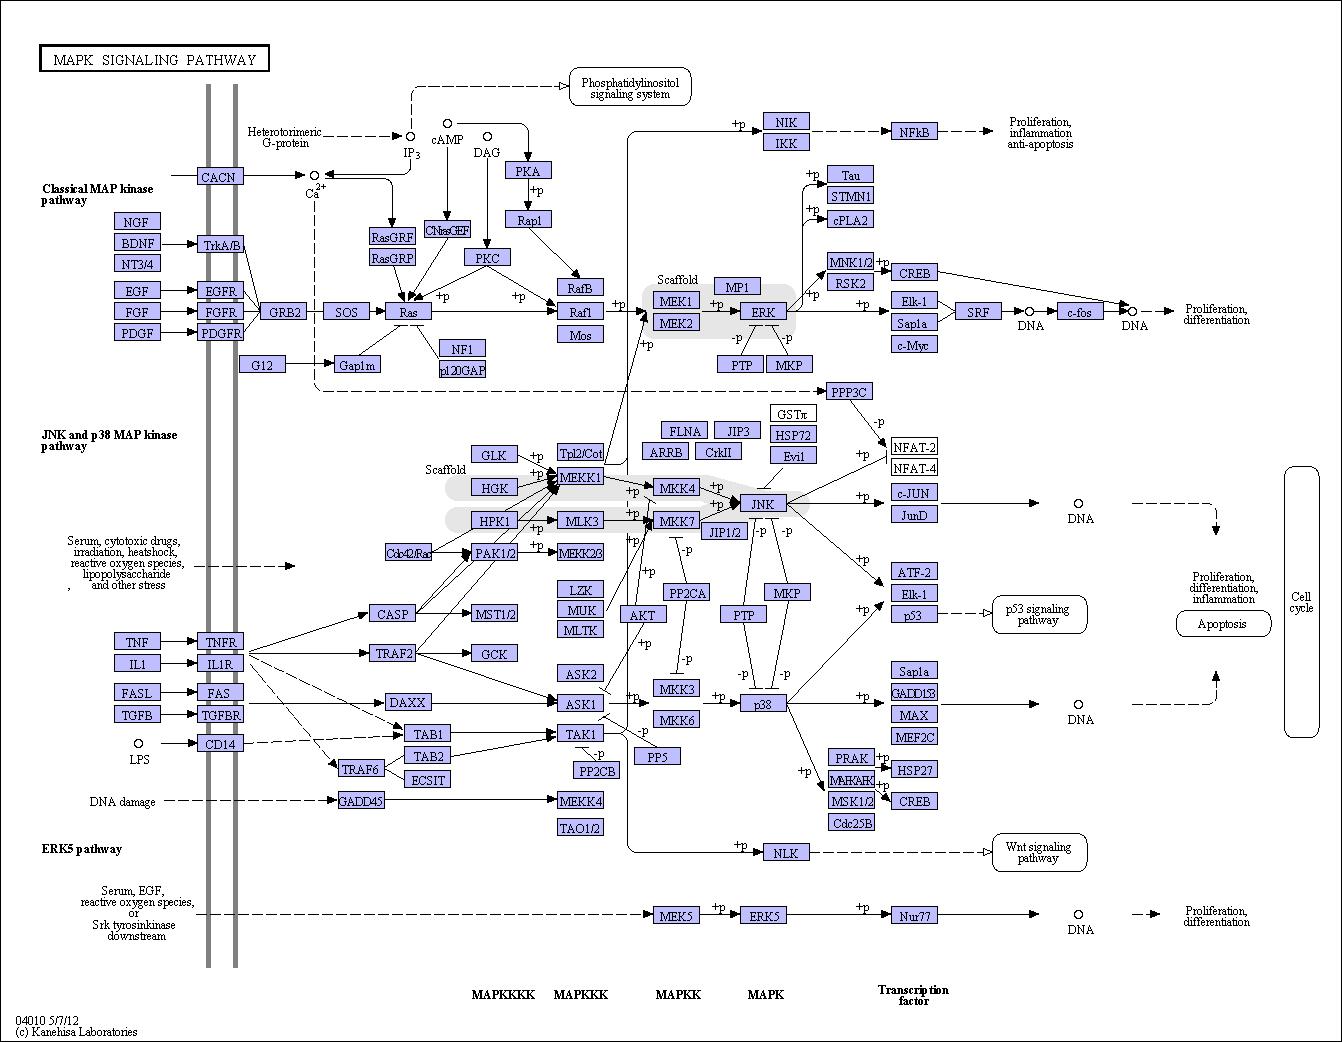 MAPK SIGNALING PATHWAY
Phosphatidylinositol
signaling system
Heterotorimeric
G-protein
IP3
cAMP
DAG
+p
NIK
IKK
NFkB
Proliferation,
inflammation
anti-apoptosis
CACN
Ca2+
PKA
+p
Rap1
Classical MAP kinase
pathway
NGF
BDNF
NT3/4
TrkA/B
RasGRF
RasGRP
CNrasGEF
PKC
+p
+p
Tau
STMN1
cPLA2
EGF
FGF
PDGF
EGFR
FGFR
PDGFR
GRB2
SOS
Ras
+p
+p
RafB
Raf1
Mos
+p
Scaffold
MEK1
MEK2
+p
MP1
ERK
+p
MNK1/2
RSK2
+p
CREB
+p
Elk-1
Sap1a
c-Myc
SRF
DNA
c-fos
DNA
Proliferation,
differentiation
G12
Gap1m
NF1
p120GAP
+p
-p
-p
PTP
MKP
PPP3C
-p
JNK and p38 MAP kinase
pathway
Scaffold
GLK
HGK
HPK1
+p
+p
+p
Tpl2/Cot
MEKK1
MLK3
+p
+p
+p
FLNA
JIP3
ARRB
CrkII
GSTπ
HSP72
Evi1
MKK4
MKK7
+p
+p
JNK
JIP1/2
+p
NFAT-2
NFAT-4
+p
c-JUN
JunD
DNA
Serum, cytotoxic drugs,
irradiation, heatshock,
reactive oxygen species,
lipopolysaccharide
, and other stress
Cdc42/Rac
PAK1/2
+p
MEKK2/3
LZK
MUK
MLTK
+p
AKT
+p
-p
PP2CA
-p
-p
-p
PTP
MKP
-p
-p
+p
+p
ATF-2
Elk-1
p53
p53 signaling
pathway
Proliferation,
differentiation,
inflammation
Apoptosis
Cell
cycle
CASP
MST1/2
TRAF2
GCK
TNF
IL1
FASL
TGFB
LPS
TNFR
IL1R
FAS
TGFBR
CD14
DAXX
ASK2
ASK1
TAK1
+p
-p
MKK3
MKK6
+p
p38
+p
Sap1a
GADD153
MAX
MEF2C
DNA
TAB1
TAB2
ECSIT
TRAF6
-p
PP2CB
PP5
+p
PRAK
MAPKAPK
MSK1/2
Cdc25B
+p
+p
HSP27
CREB
DNA damage
GADD45
MEKK4
TAO1/2
ERK5 pathway
+p
NLK
Wnt signaling
pathway
Serum, EGF,
reactive oxygen species,
or
Srk tyrosinkinase
downstream
MEK5
+p
ERK5
+p
Nur77
DNA
Proliferation,
differentiation
MAPKKKK
MAPKKK
MAPKK
MAPK
Transcription
factor
04010 5/7/12
(c) Kanehisa Laboratories